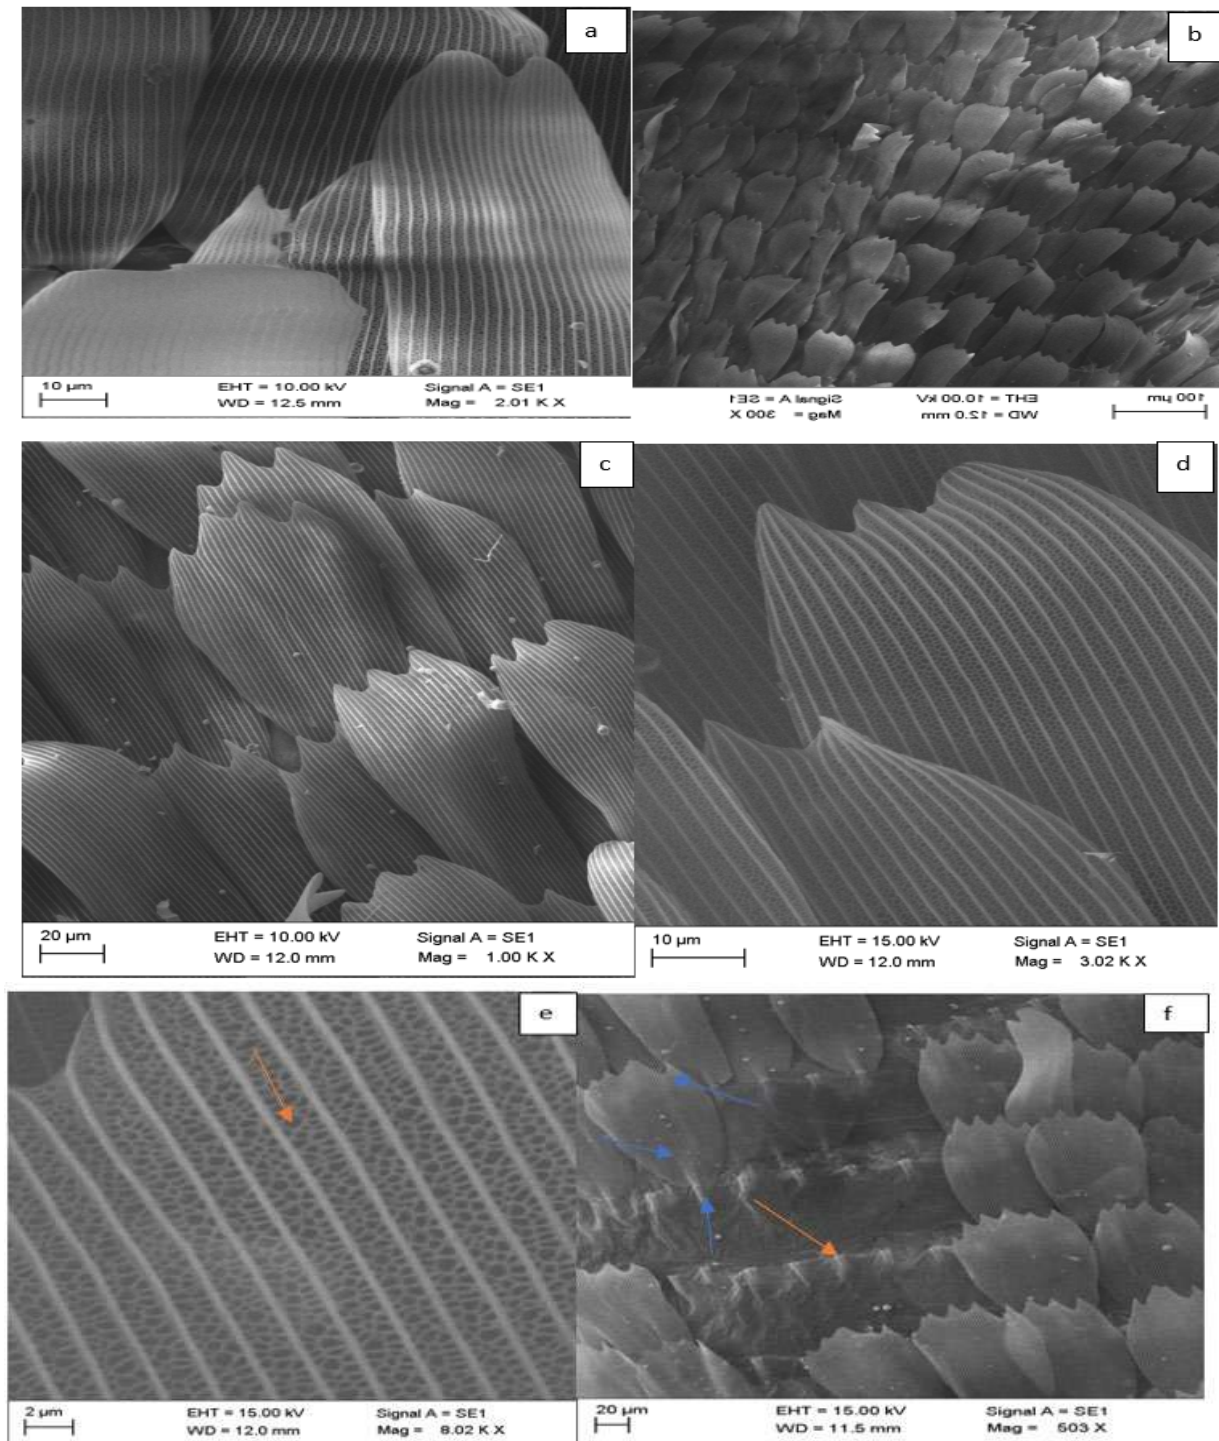 a
10 µm EHT = 10.00 kV Signal A = SE1
WD = 12.5 mm Mag = 2.01 K X
b
100 µm EHT = 10.00 kV Signal A = SE1
WD = 12.0 mm Mag = 300 X
c
20 µm EHT = 10.00 kV Signal A = SE1
WD = 12.0 mm Mag = 1.00 K X
d
10 µm EHT = 15.00 kV Signal A = SE1
WD = 12.0 mm Mag = 3.02 K X
e
2 µm EHT = 15.00 kV Signal A = SE1
WD = 12.0 mm Mag = 8.02 K X
f
20 µm EHT = 15.00 kV Signal A = SE1
WD = 11.5 mm Mag = 503 X